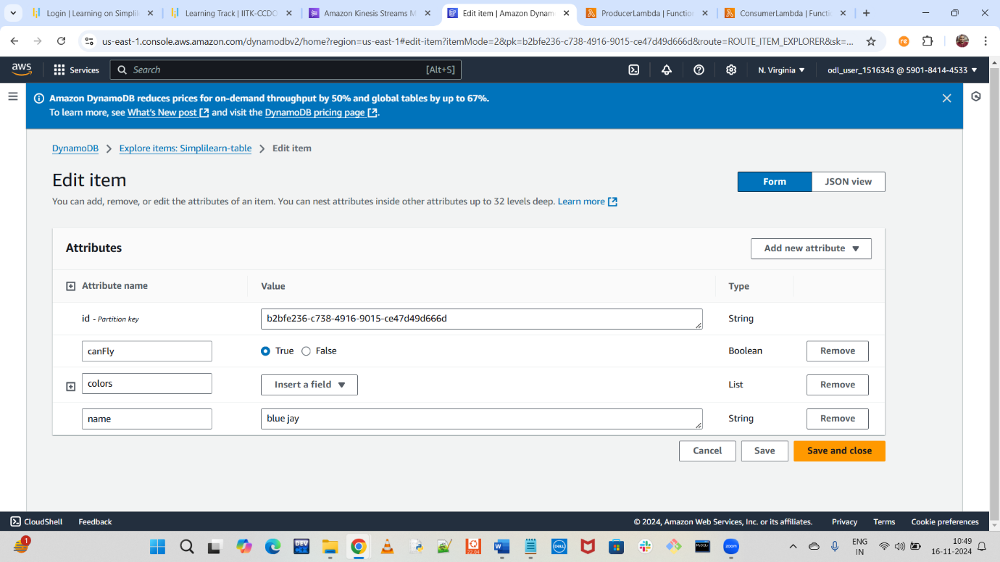 Login | Learning on Simplil
Learning Track | IITK-CCDO
Amazon Kinesis Streams M
Edit item | Amazon Dynam
ProducerLambda | Function
ConsumerLambda | Functi
us-east-1.console.aws.amazon.com/dynamodbv2/home?region=us-east-1#edit-item?itemMode=2&pk=b2bfe236-c738-4916-9015-ce47d49d666d&route=ROUTE_ITEM_EXPLORER&sk=...
re
aws Services Search [Alt+S] N. Virginia odl_user_1516343 @ 5901-8414-4533
Amazon DynamoDB reduces prices for on-demand throughput by 50% and global tables by up to 67%.
To learn more, see What's New post and visit the DynamoDB pricing page.
DynamoDB Explore items: Simplilearn-table Edit item
Edit item
Form JSON view
You can add, remove, or edit the attributes of an item. You can nest attributes inside other attributes up to 32 levels deep. Learn more
Attributes
Add new attribute
Attribute name Value Type
id - Partition key b2bfe236-c738-4916-9015-ce47d49d666d String
canFly True False Boolean Remove
colors Insert a field List Remove
name blue jay String Remove
Cancel Save Save and close
CloudShell Feedback © 2024, Amazon Web Services, Inc. or its affiliates. Privacy Terms Cookie preferences
1
DEV
22.04
W
DELL
MySQL
zoom
ENG
IN
10:49
16-11-2024